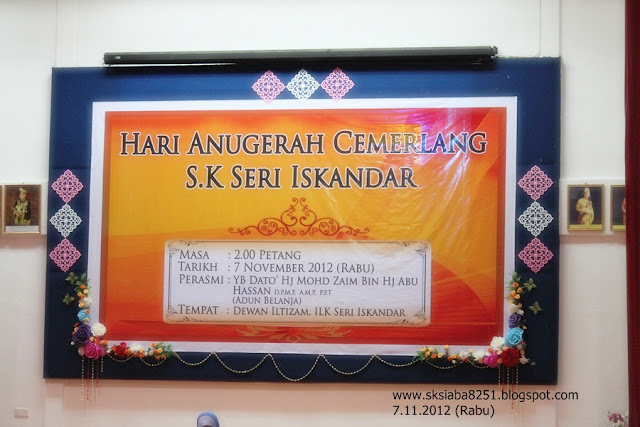 HARI ANUGERAH CEMERLANG
S.K SERI ISKANDAR
MASA : 2.00 PETANG
TARIKH : 7 NOVEMBER 2012 (RABU)
PERASMI : YB DATO' HJ MOHD ZAIM BIN HJ ABU
HASSAN D.P.M.P, A.M.P, P.P.T
(ADUN BELANJA)
TEMPAT : DEWAN ILTIZAM, ILK SERI ISKANDAR
www.sksiaba8251.blogspot.com
7.11.2012 (Rabu)